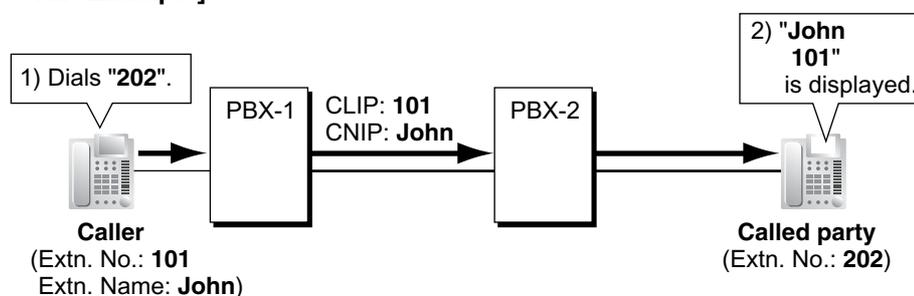 1) Dials "202".
PBX-1
CLIP: 101
CNIP: John
PBX-2
2) "John
101"
is displayed.
Caller
(Extn. No.: 101
Extn. Name: John)
Called party
(Extn. No.: 202)